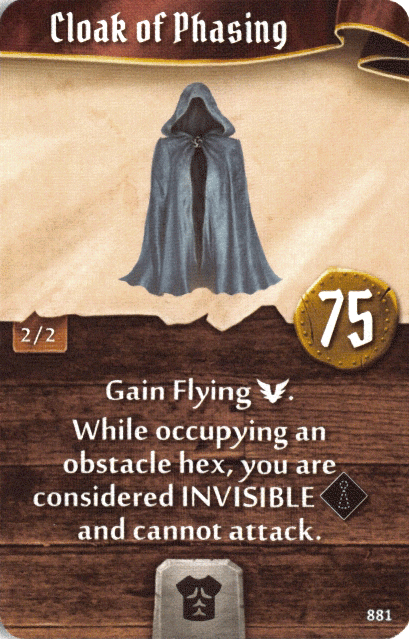 Cloak of Phasing
75
2/2
Gain Flying.
While occupying an
obstacle hex, you are
considered INVISIBLE
and cannot attack.
881